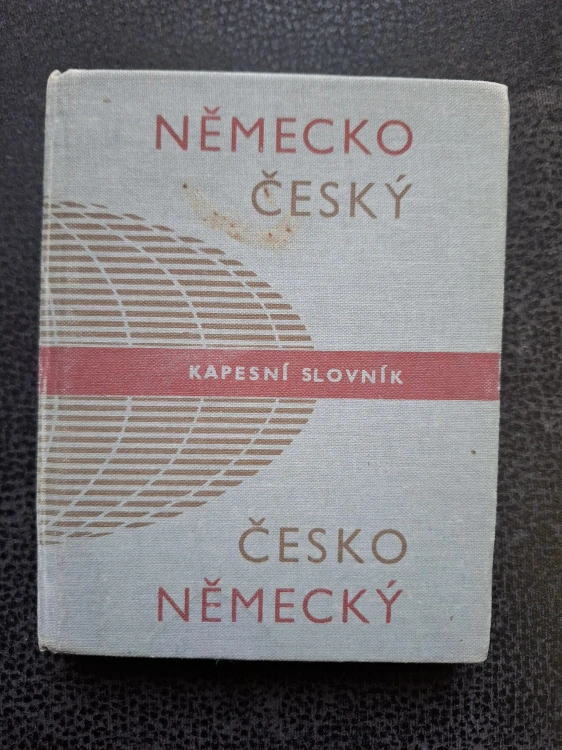 NĚMECKO
ČESKÝ
KAPESNÍ SLOVNÍK
ČESKO
NĚMECKÝ